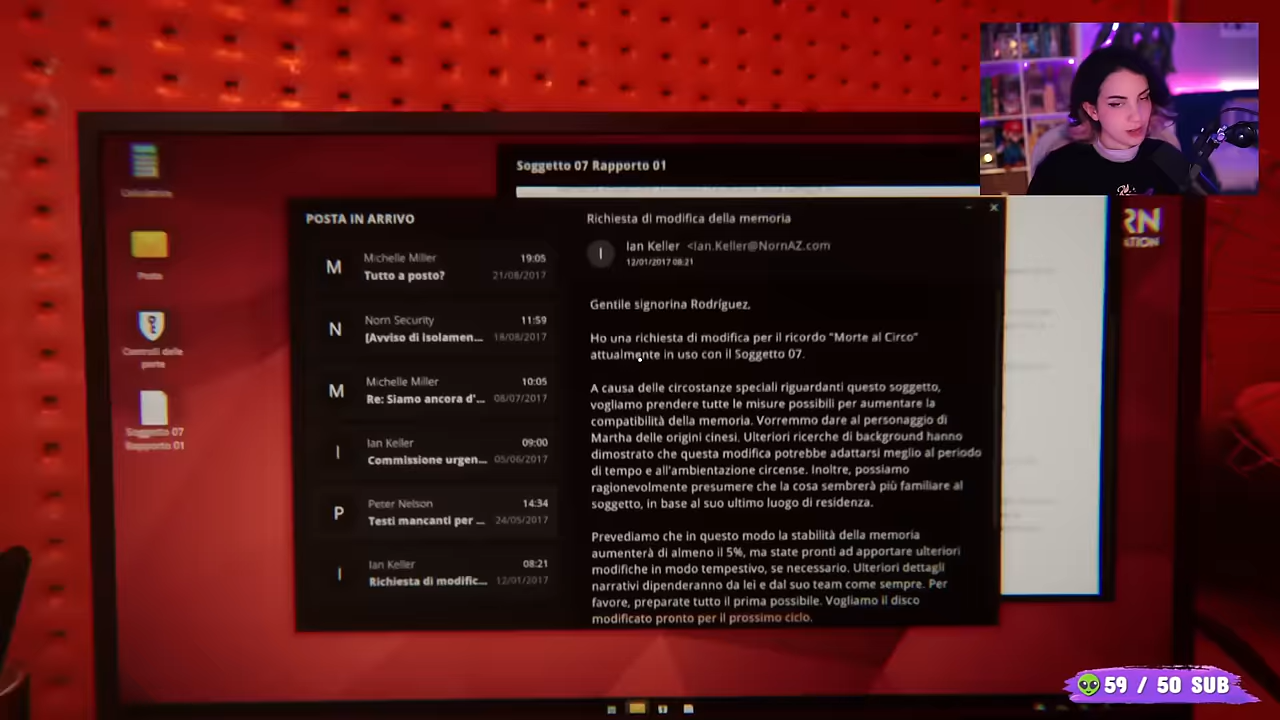 Soggetto 07 Rapporto 01
POSTA IN ARRIVO
M
Michelle Miller
19:05
Tutto a posto?
21/08/2017
N
Norn Security
11:59
[Avviso di isolamen...
18/08/2017
M
Michelle Miller
10:05
Re: Siamo ancora d'...
08/07/2017
I
Ian Keller
09:00
Commissione urgen...
05/06/2017
P
Peter Nelson
14:34
Testi mancanti per ...
24/05/2017
I
Ian Keller
08:21
Richiesta di modific...
12/01/2017
Richiesta di modifica della memoria
I
Ian Keller <Ian.Keller@NornAZ.com
12/01/2017 08:21
Gentile signorina Rodríguez,
Ho una richiesta di modifica per il ricordo "Morte al Circo"
attualmente in uso con il Soggetto 07.
A causa delle circostanze speciali riguardanti questo soggetto,
vogliamo prendere tutte le misure possibili per aumentare la
compatibilità della memoria. Vorremmo dare al personaggio di
Martha delle origini cinesi. Ulteriori ricerche di background hanno
dimostrato che questa modifica potrebbe adattarsi meglio al periodo
di tempo e all'ambientazione circense. Inoltre, possiamo
ragionevolmente presumere che la cosa sembrerà più familiare al
soggetto, in base al suo ultimo luogo di residenza.
Prevediamo che in questo modo la stabilità della memoria
aumenterà di almeno il 5%, ma state pronti ad apportare ulteriori
modifiche in modo tempestivo, se necessario. Ulteriori dettagli
narrativi dipenderanno da lei e dal suo team come sempre. Per
favore, preparate tutto il prima possibile. Vogliamo il disco
modificato pronto per il prossimo ciclo.
Calcolatrice
Posta
Controlli delle
porte
Soggetto 07
Rapporto 01
RN
ATION
59 / 50 SUB